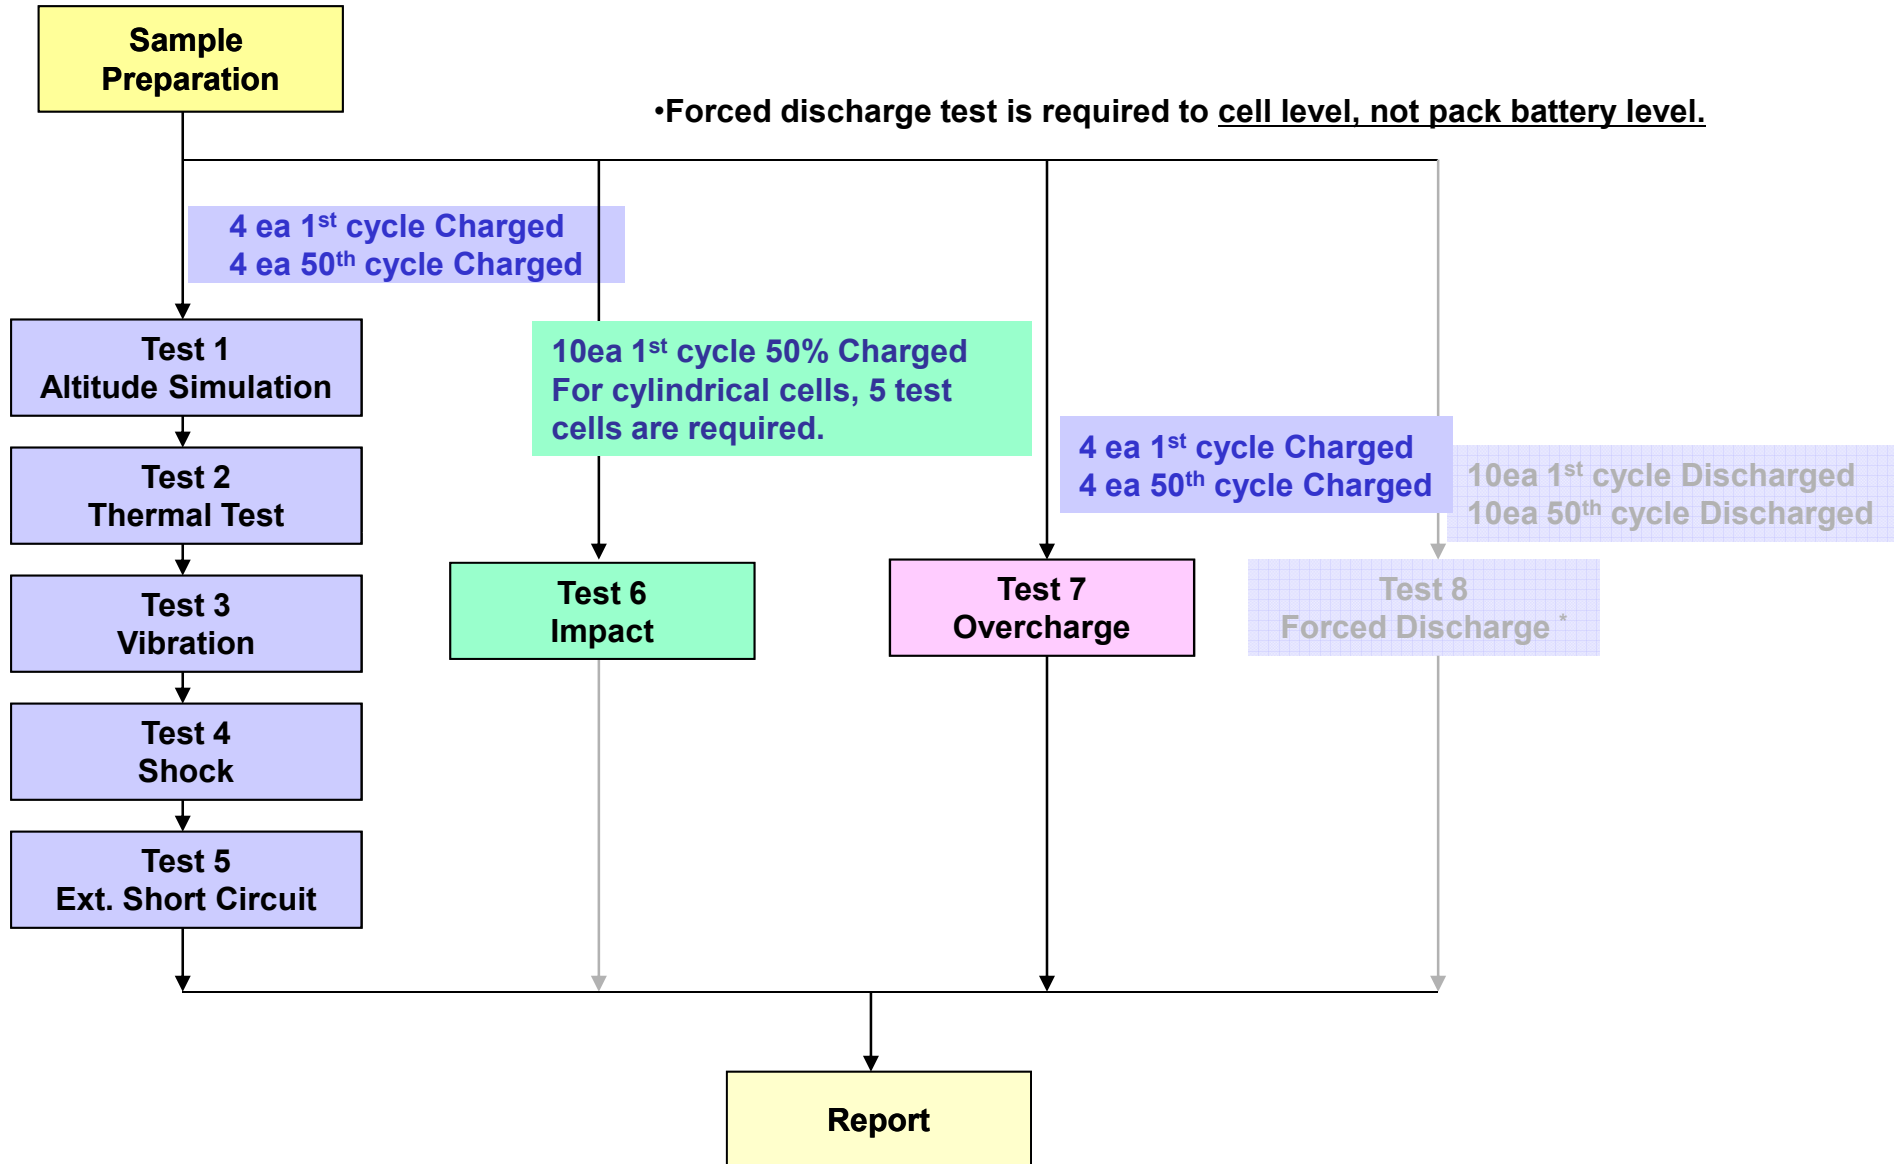 Sample
Preparation
•Forced discharge test is required to cell level, not pack battery level.
4 ea 1st cycle Charged
4 ea 50th cycle Charged
Test 1
Altitude Simulation
10ea 1st cycle 50% Charged
For cylindrical cells, 5 test
cells are required.
4 ea 1st cycle Charged
4 ea 50th cycle Charged
10ea 1st cycle Discharged
10ea 50th cycle Discharged
Test 2
Thermal Test
Test 3
Vibration
Test 6
Impact
Test 7
Overcharge
Test 8
Forced Discharge *
Test 4
Shock
Test 5
Ext. Short Circuit
Report